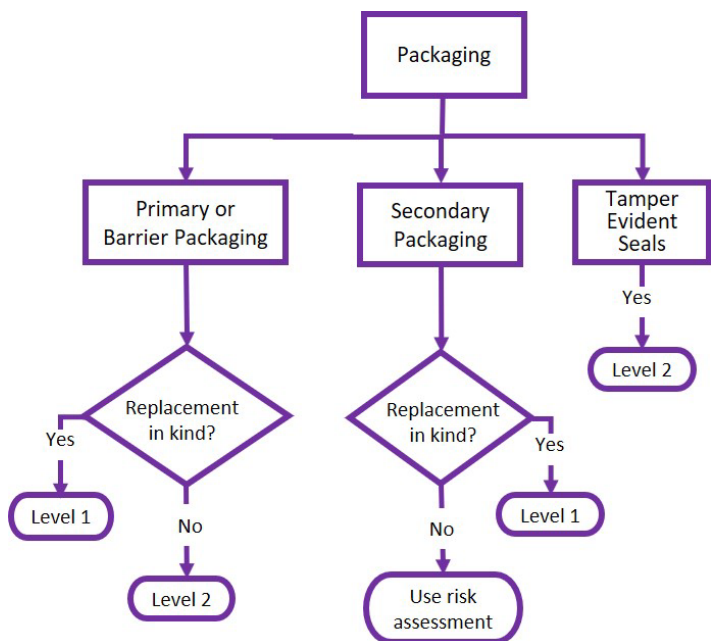 Packaging
Primary or
Barrier Packaging
Secondary
Packaging
Tamper
Evident
Seals
Yes
Level 2
Replacement
in kind?
Replacement
in kind?
Yes
Yes
Level 1
Level 1
No
No
Level 2
Use risk
assessment